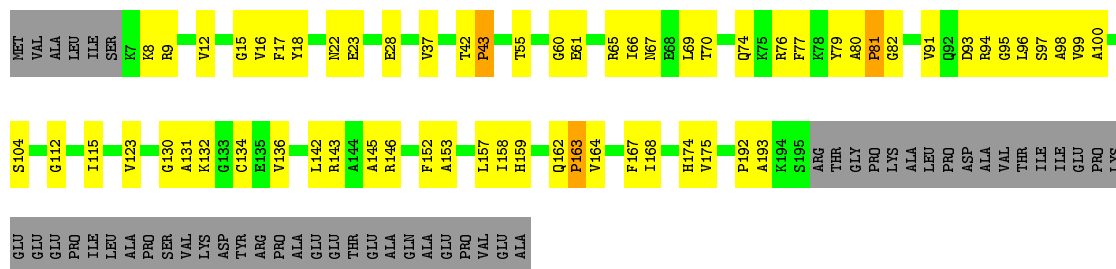 MET VAL ALA LEU ILE SER K7 K8 R9 V12 G15 V16 F17 Y18 N22 E23 E28 V37 T42 P43 T55 G60 E61 R65 I66 N67 E68 L69 T70 Q74 K75 R76 F77 K78 Y79 A80 P81 G82 V91 Q92 D93 R94 G95 L96 S97 A98 V99 A100
S104 G112 I115 V123 G130 A131 K132 G133 C134 E135 V136 L142 R143 A144 A145 R146 F152 A153 L157 I158 H159 Q162 P163 V164 F167 I168 H174 V175 P192 A193 K194 S195 ARG THR GLY PRO LYS ALA LEU PRO ASP ALA VAL THR ILE ILE GLU PRO LYS
GLU GLU GLU PRO ILE LEU ALA PRO SER VAL LYS ASP TYR ARG PRO ALA GLU GLU THR GLU ALA GLN ALA GLU PRO VAL GLU ALA